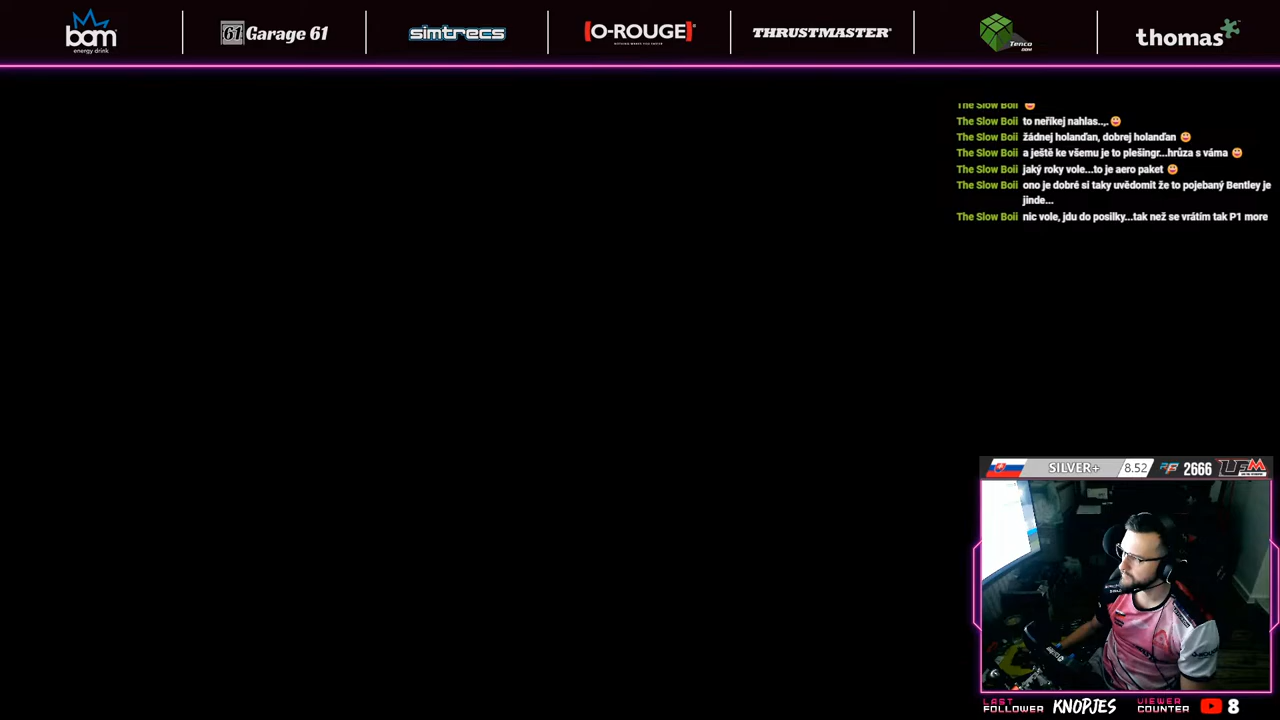 bam
energy drink
61 Garage 61
simtrecs
O-ROUGE
THRUSTMASTER
Tenco
DDM
thomas
The Slow Boii
The Slow Boii to neříkej nahlas..,.
The Slow Boii žádnej holanďan, dobrej holanďan
The Slow Boii a ještě ke všemu je to plešingr...hrůza s váma
The Slow Boii jaký roky vole...to je aero paket
The Slow Boii ono je dobré si taky uvědomit že to pojebaný Bentley je
jinde...
The Slow Boii nic vole, jdu do posilky...tak než se vrátím tak P1 more
SILVER+ 8.52 2666 LFM
LAST
FOLLOWER KNOPJES
VIEWER
COUNTER 8